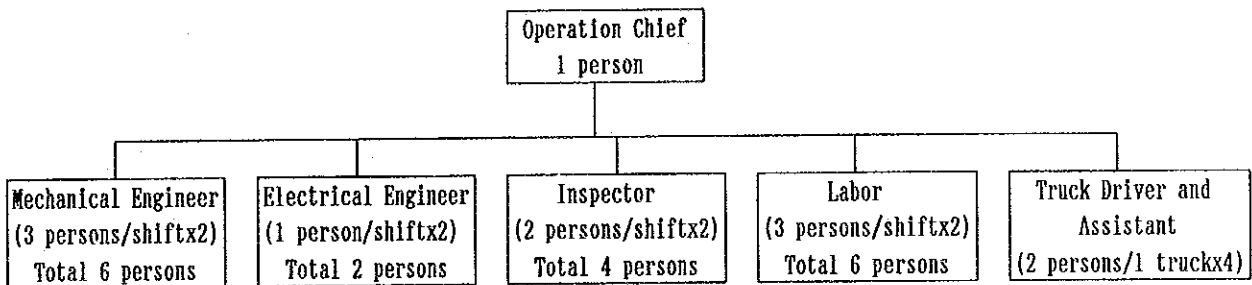 Operation Chief
1 person
Mechanical Engineer
(3 persons/shiftx2)
Total 6 persons
Electrical Engineer
(1 person/shiftx2)
Total 2 persons
Inspector
(2 persons/shiftx2)
Total 4 persons
Labor
(3 persons/shiftx2)
Total 6 persons
Truck Driver and
Assistant
(2 persons/1 truckx4)